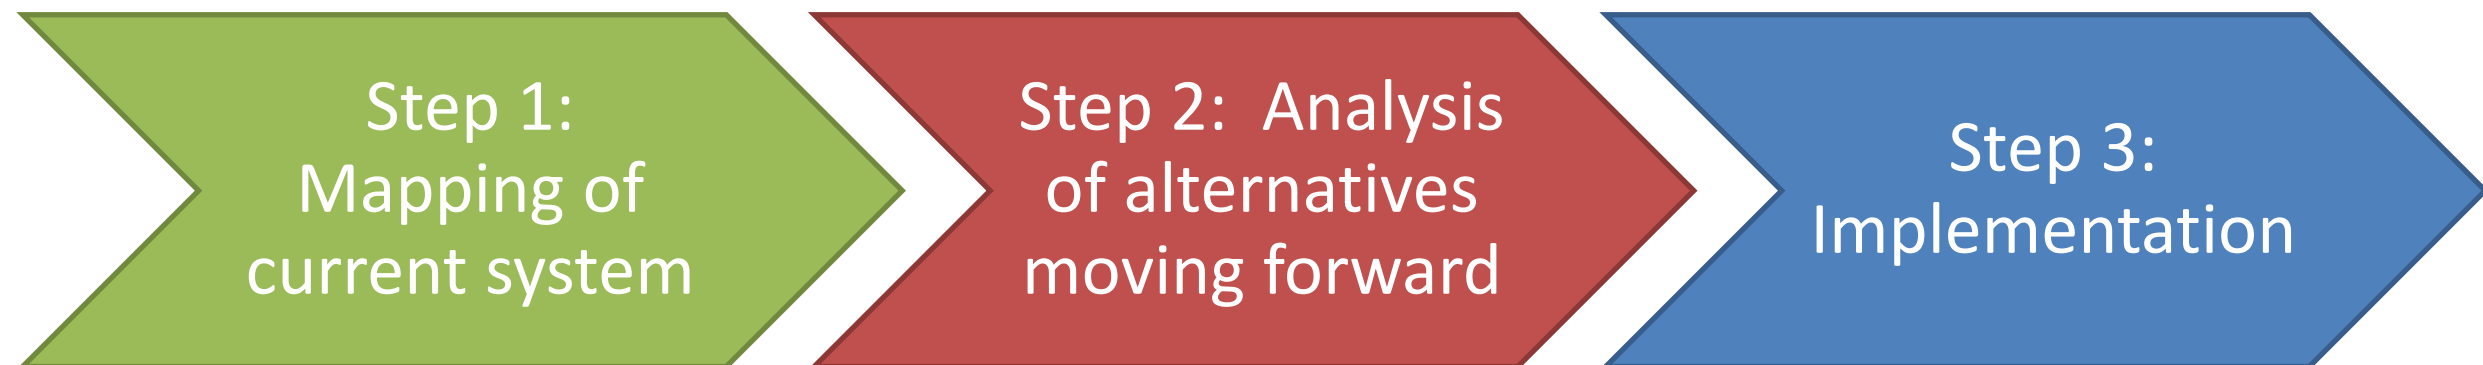 Step 1:
Mapping of
current system
Step 2:  Analysis
of alternatives
moving forward
Step 3:
Implementation